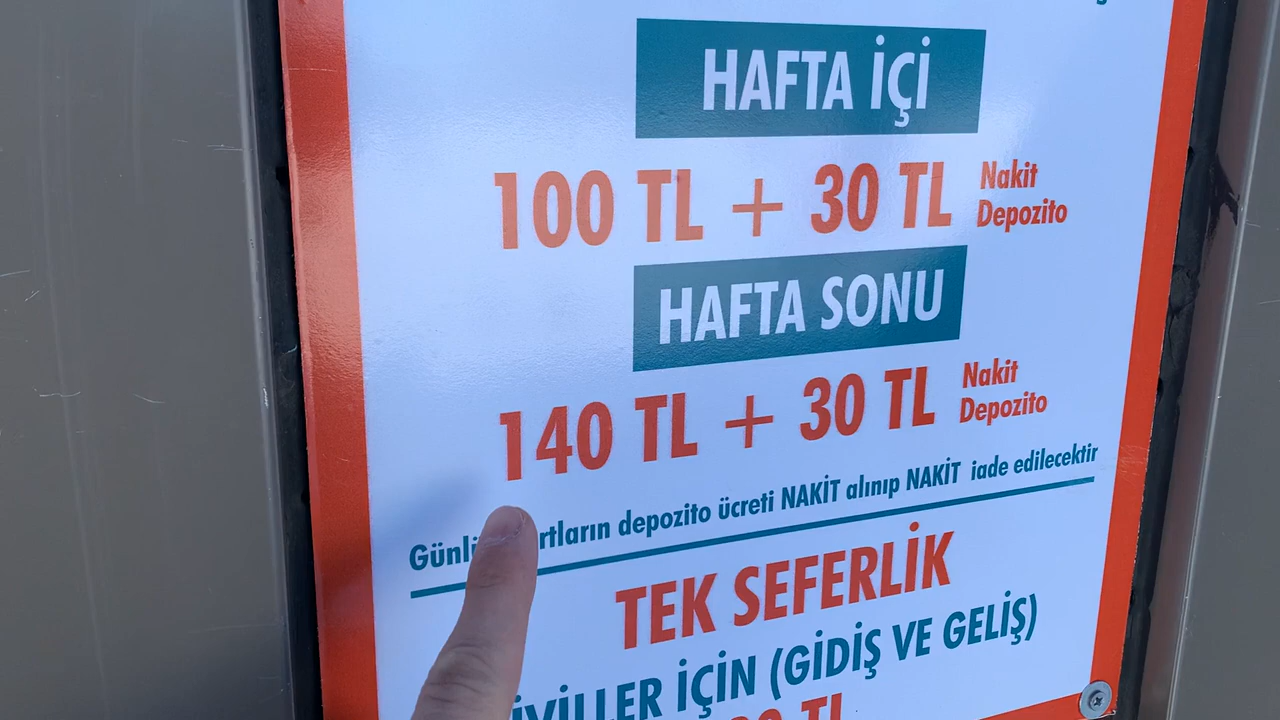 HAFTA İÇİ
100 TL + 30 TL Nakit Depozito
HAFTA SONU
140 TL + 30 TL Nakit Depozito
depozito ücreti NAKİT alınıp NAKİT iade edilecektir
TEK SEFERLİK
İÇİN (GİDİŞ VE GELİŞ)
TL